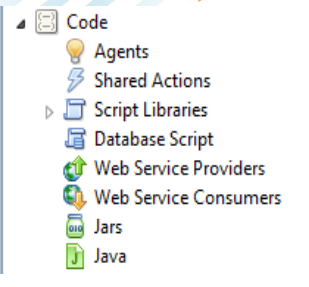 Code
Agents
Shared Actions
Script Libraries
Database Script
Web Service Providers
Web Service Consumers
Jars
Java